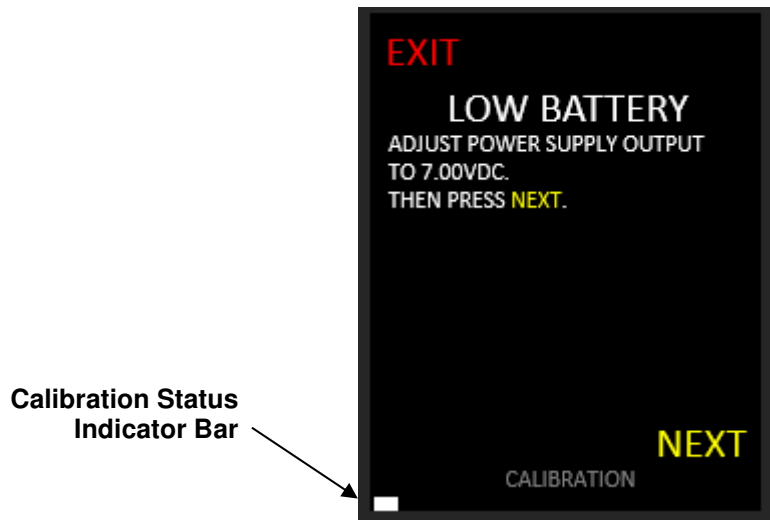 EXIT
LOW BATTERY
ADJUST POWER SUPPLY OUTPUT
TO 7.00VDC.
THEN PRESS NEXT.
Calibration Status
Indicator Bar
NEXT
CALIBRATION